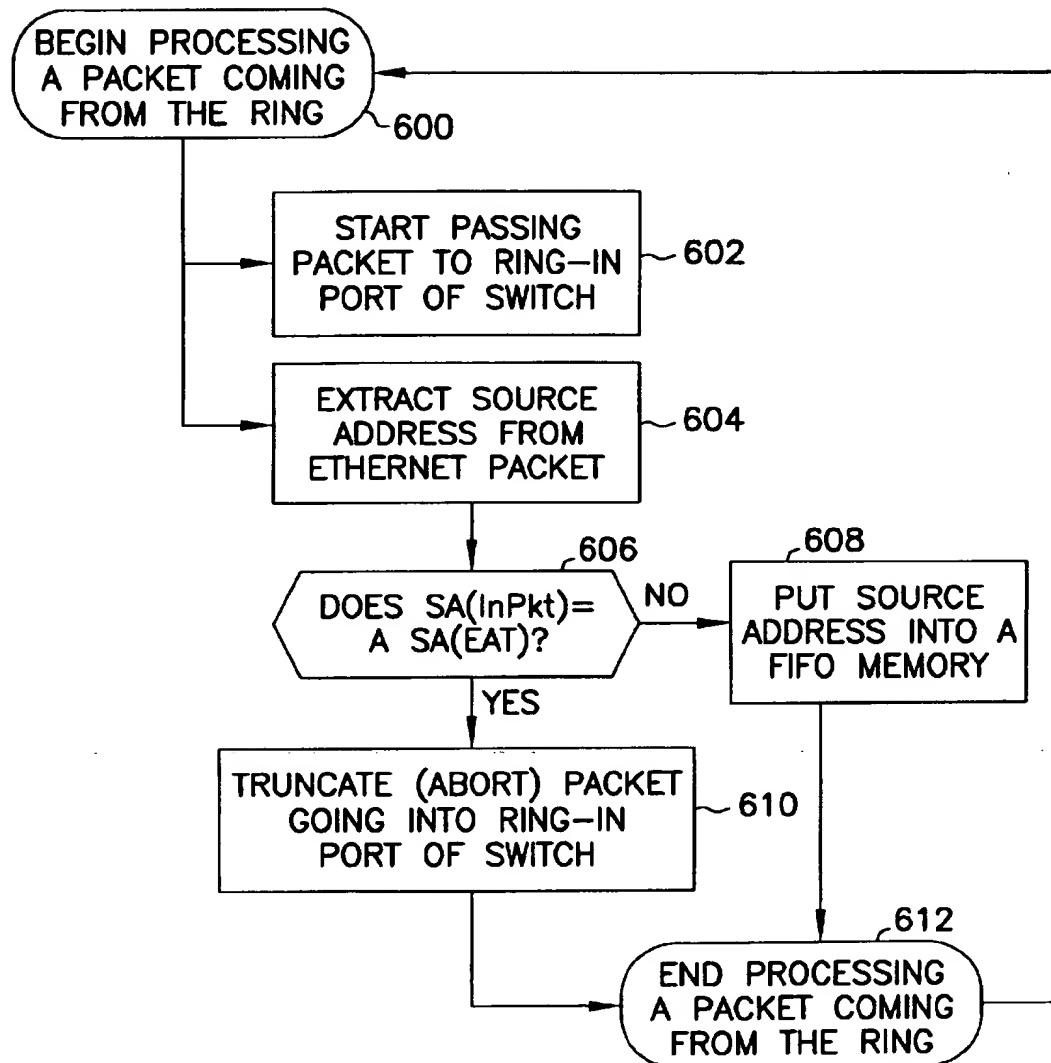 BEGIN PROCESSING
A PACKET COMING
FROM THE RING
600
START PASSING
PACKET TO RING-IN
PORT OF SWITCH
602
EXTRACT SOURCE
ADDRESS FROM
ETHERNET PACKET
604
606
DOES SA(InPkt)=
A SA(EAT)?
NO
YES
608
PUT SOURCE
ADDRESS INTO A
FIFO MEMORY
TRUNCATE (ABORT) PACKET
GOING INTO RING-IN
PORT OF SWITCH
610
612
END PROCESSING
A PACKET COMING
FROM THE RING